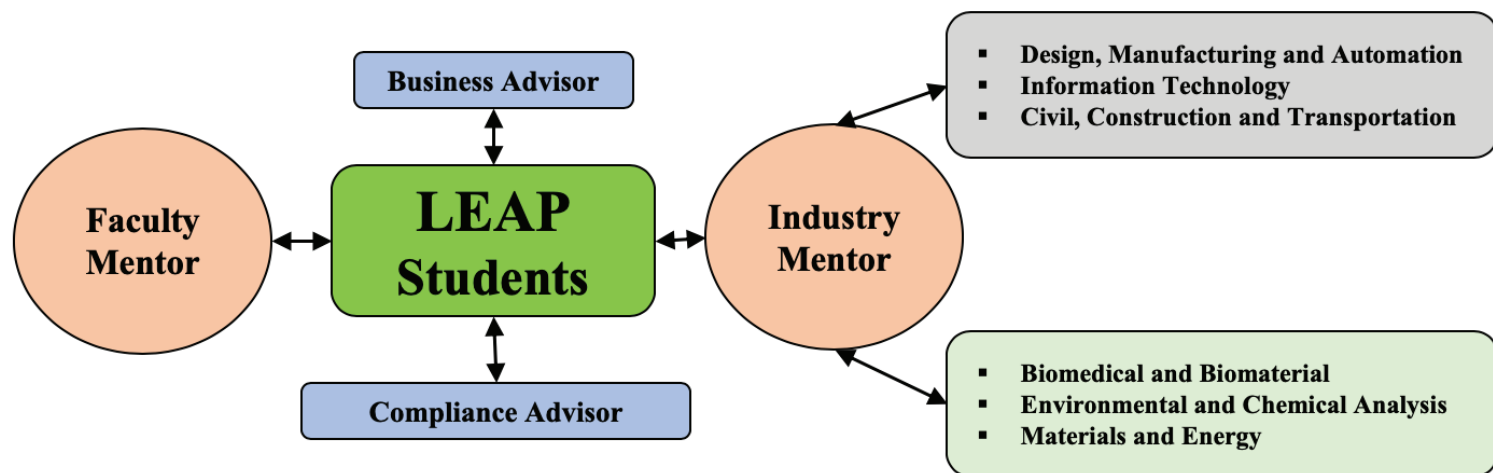 Business Advisor
Faculty
Mentor
LEAP
Students
Compliance Advisor
Industry
Mentor
▪ Design, Manufacturing and Automation
▪ Information Technology
▪ Civil, Construction and Transportation
▪ Biomedical and Biomaterial
▪ Environmental and Chemical Analysis
▪ Materials and Energy